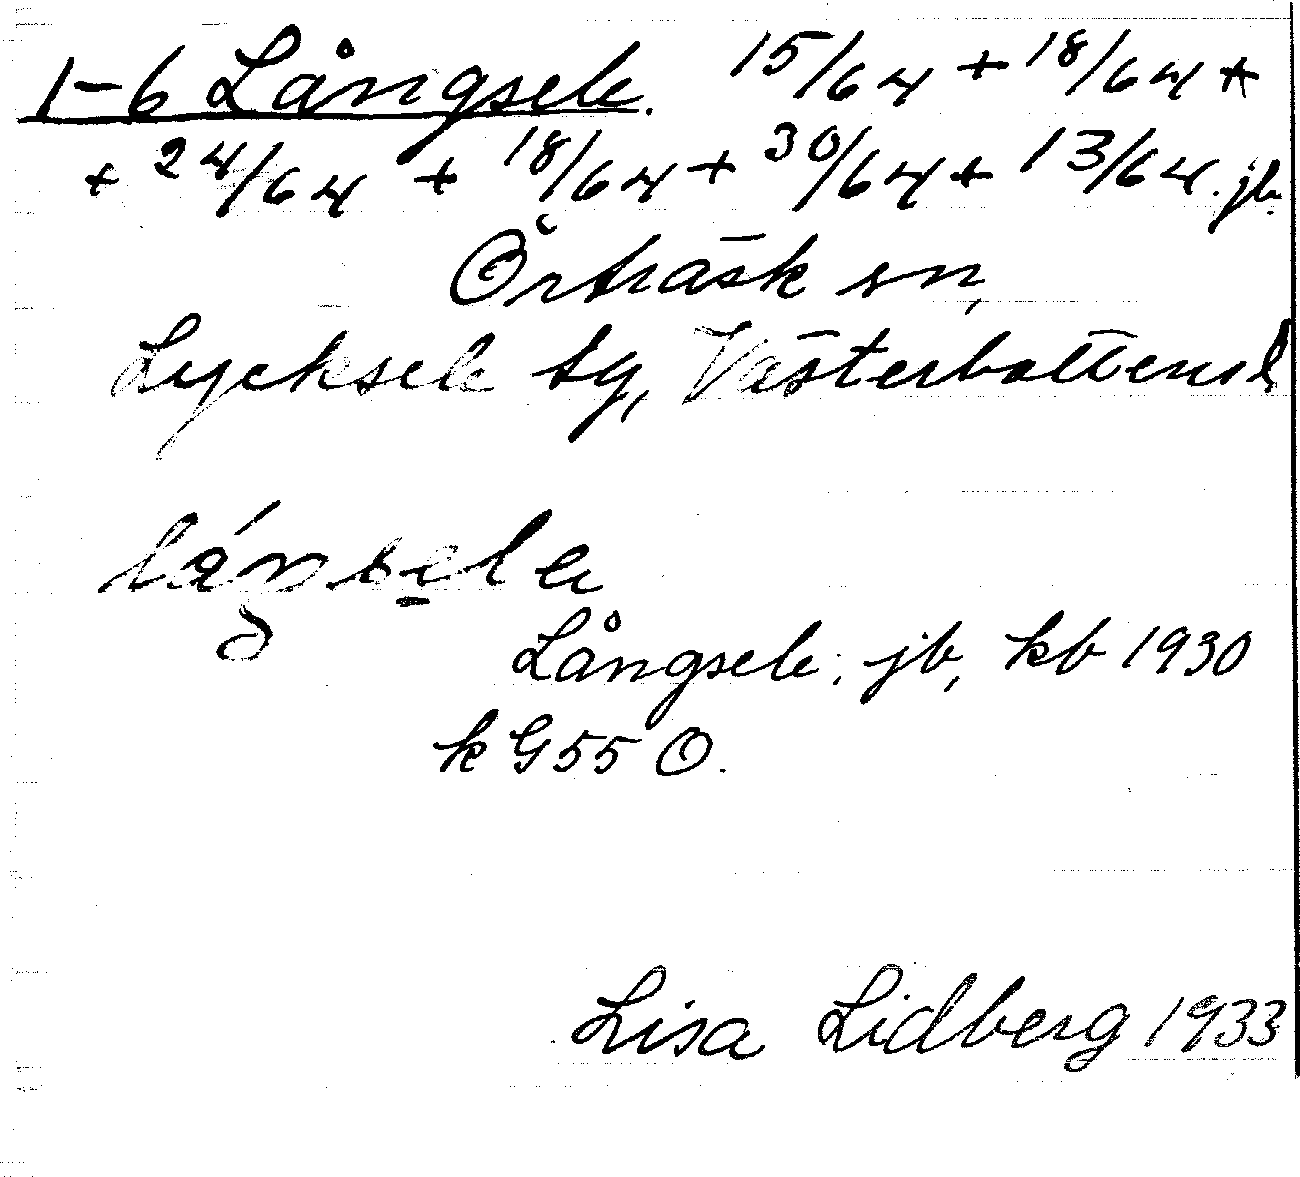 1-6 Långsele. 15/64 + 18/64 +
+ 24/64 + 18/64 + 30/64 + 13/64. jb.
Örträsk sn,
Lycksele tg, Västerbottens l
Långsele, jb, kb 1930
k G55 O.
Lisa Lidberg 1933